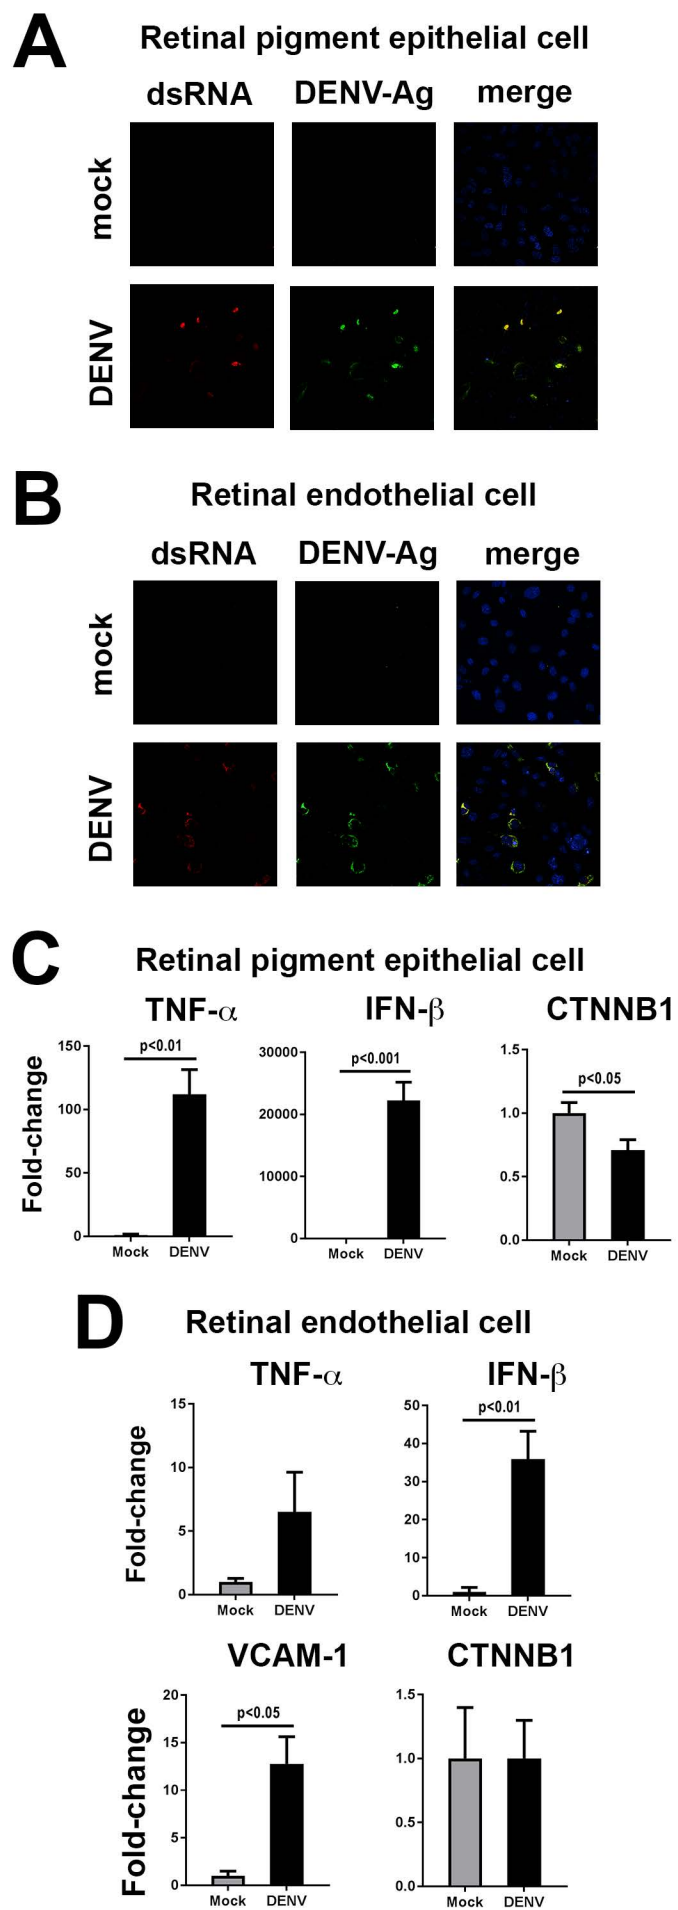 A
Retinal pigment epithelial cell
dsRNA DENV-Ag merge
mock
DENV
B
Retinal endothelial cell
dsRNA DENV-Ag merge
mock
DENV
C
Retinal pigment epithelial cell
TNF-α
Fold-change
150
100
50
0
p<0.01
Mock DENV
IFN-β
30000
20000
10000
0
p<0.001
Mock DENV
CTNNB1
1.5
1.0
0.5
0.0
p<0.05
Mock DENV
D
Retinal endothelial cell
TNF-α
Fold-change
15
10
5
0
Mock DENV
IFN-β
50
40
30
20
10
0
p<0.01
Mock DENV
VCAM-1
Fold-change
20
15
10
5
0
p<0.05
Mock DENV
CTNNB1
1.5
1.0
0.5
0.0
Mock DENV